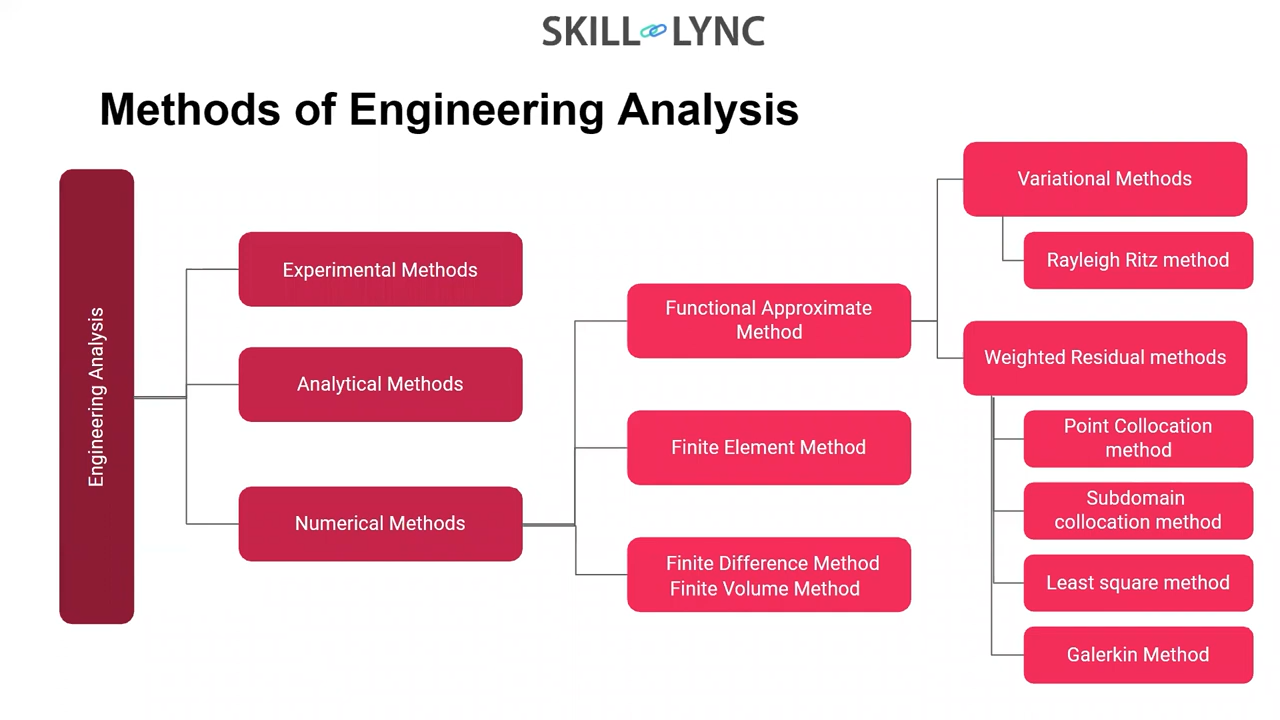 SKILL LYNC
Methods of Engineering Analysis
Engineering Analysis
Experimental Methods
Analytical Methods
Numerical Methods
Functional Approximate
Method
Finite Element Method
Finite Difference Method
Finite Volume Method
Variational Methods
Rayleigh Ritz method
Weighted Residual methods
Point Collocation
method
Subdomain
collocation method
Least square method
Galerkin Method